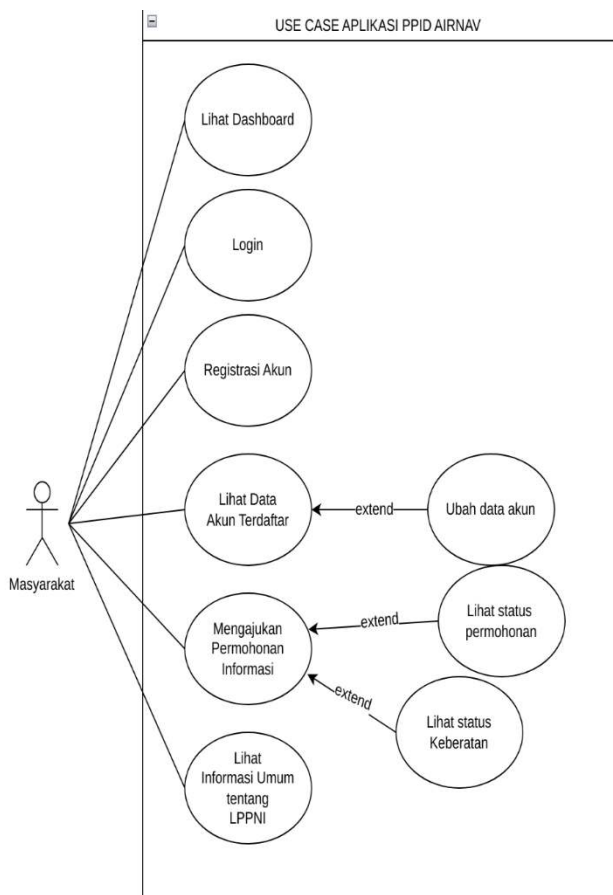 USE CASE APLIKASI PPID AIRNAV
Lihat Dashboard
Login
Registrasi Akun
Lihat Data
Akun Terdaftar
extend
Ubah data akun
Masyarakat
Mengajukan
Permohonan
Informasi
extend
Lihat status
permohonan
extend
Lihat status
Keberatan
Lihat
Informasi Umum
tentang
LPPNI